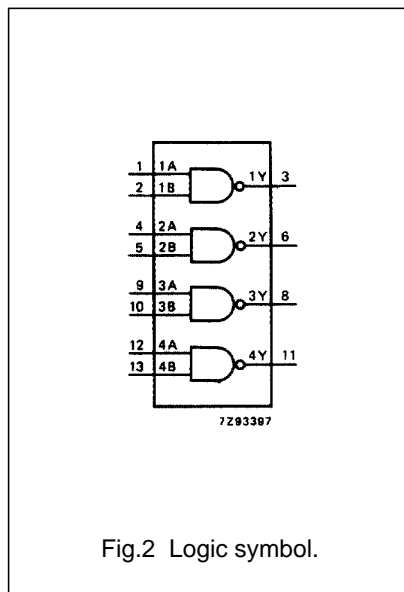 1 1A 1Y 3
2 1B
4 2A 2Y 6
5 2B
9 3A 3Y 8
10 3B
12 4A 4Y 11
13 4B
7Z93397
Fig.2 Logic symbol.